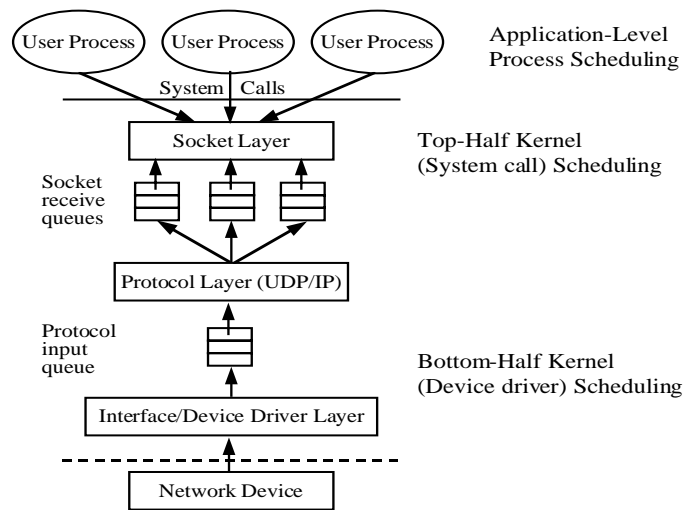 User Process
User Process
User Process
Application-Level
Process Scheduling
System Calls
Socket Layer
Top-Half Kernel
(System call) Scheduling
Socket
receive
queues
Protocol Layer (UDP/IP)
Protocol
input
queue
Bottom-Half Kernel
(Device driver) Scheduling
Interface/Device Driver Layer
Network Device